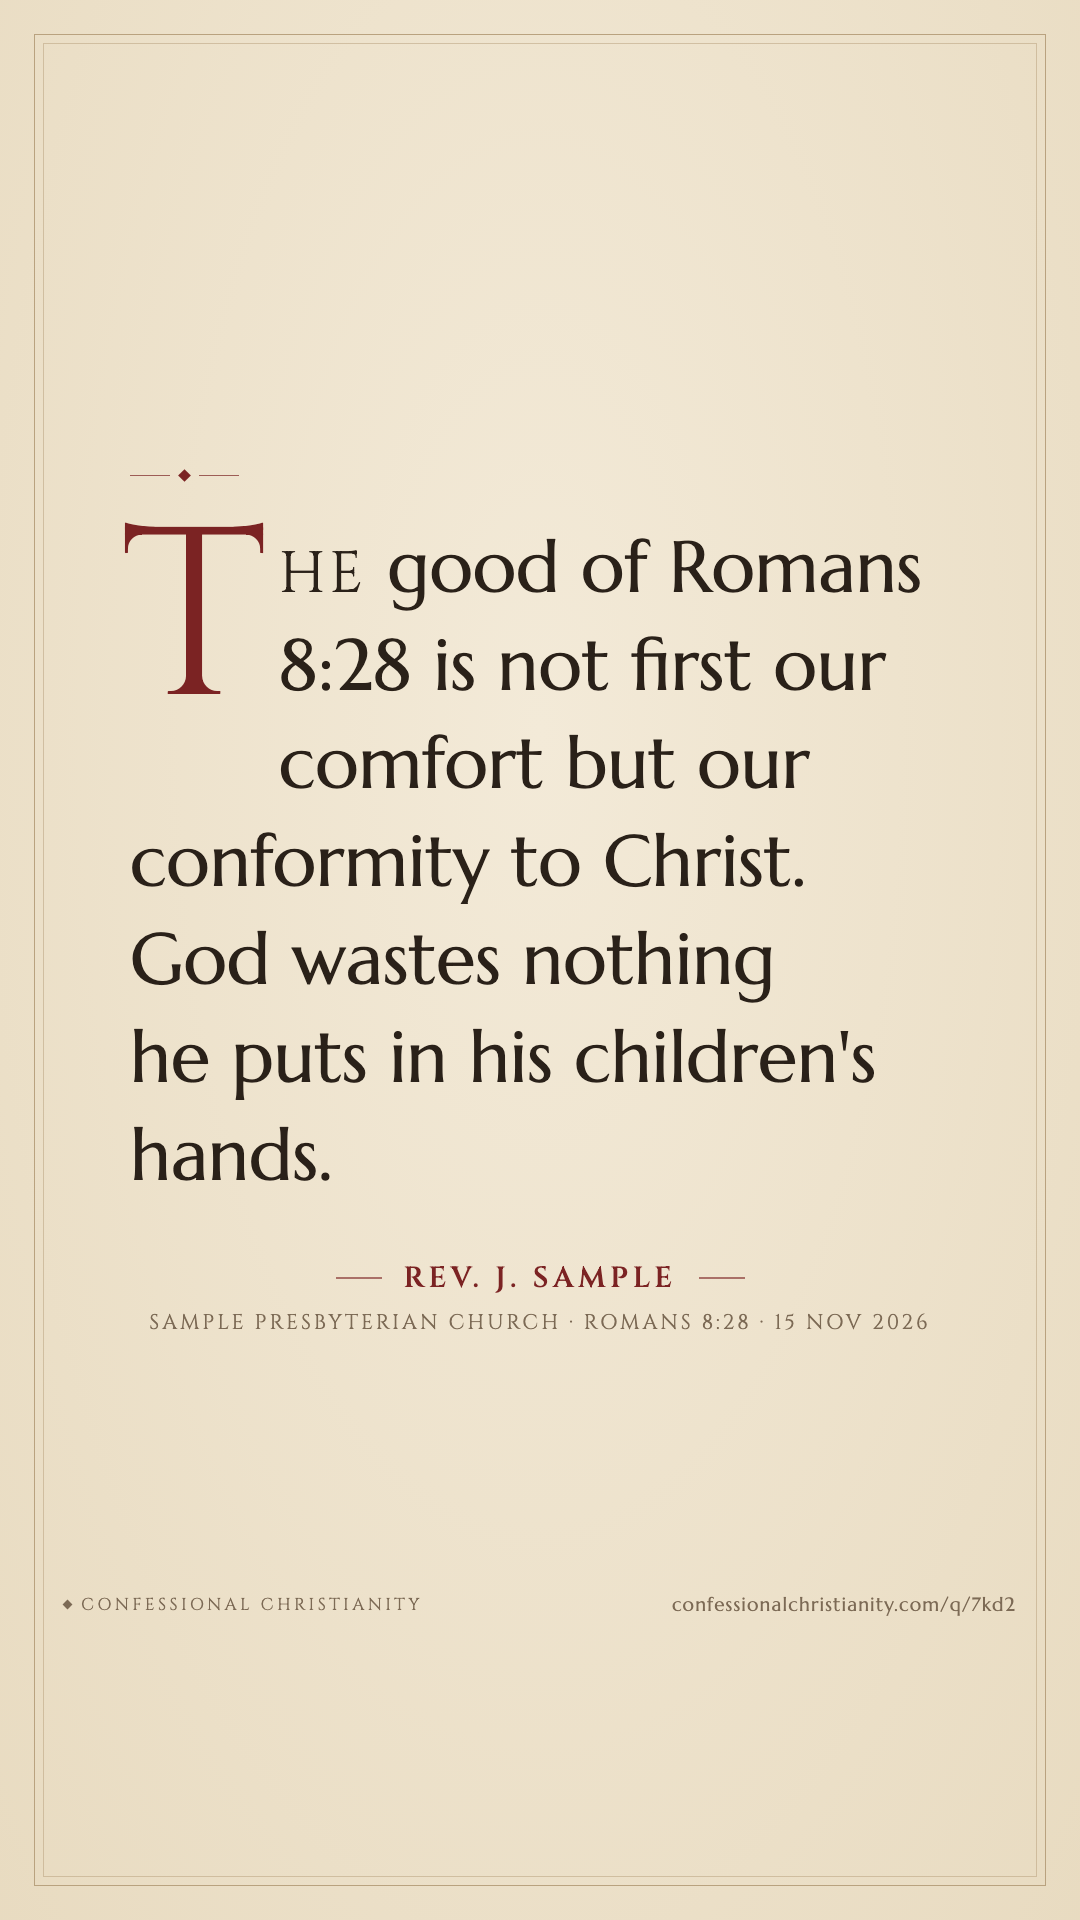 THE good of Romans
8:28 is not first our
comfort but our
conformity to Christ.
God wastes nothing
he puts in his children's
hands.
REV. J. SAMPLE
SAMPLE PRESBYTERIAN CHURCH · ROMANS 8:28 · 15 NOV 2026
CONFESSIONAL CHRISTIANITY
confessionalchristianity.com/q/7kd2